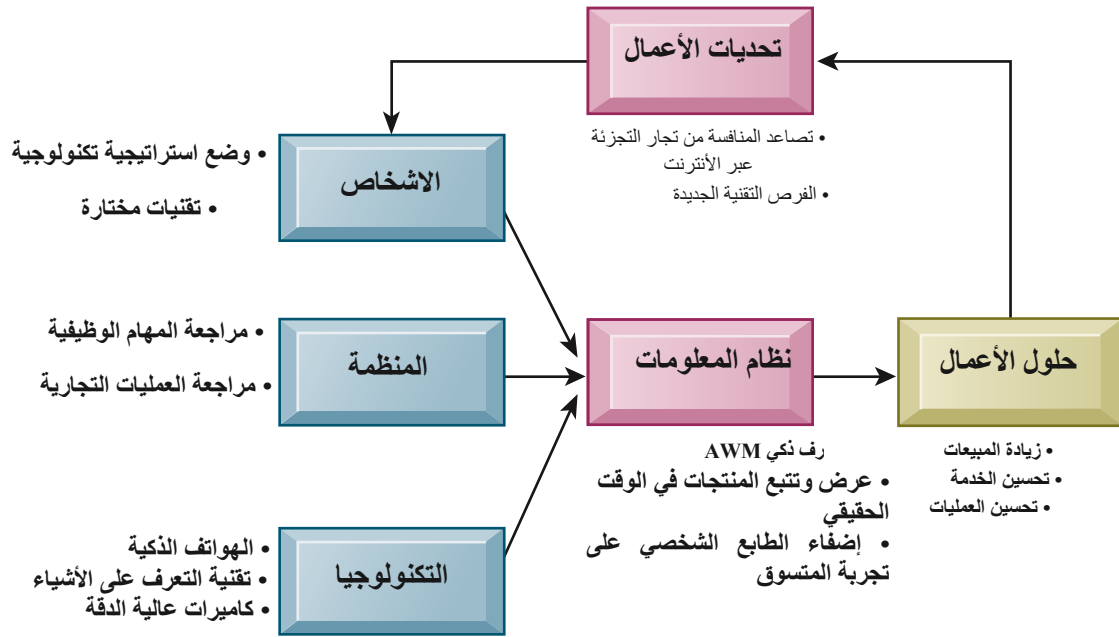 تحديات الأعمال
• تصاعد المنافسة من تجار التجزئة
عبر الأنترنت
• الفرص التقنية الجديدة
الاشخاص
• وضع استراتيجية تكنولوجية
• تقنيات مختارة
المنظمة
• مراجعة المهام الوظيفية
• مراجعة العمليات التجارية
التكنولوجيا
• الهواتف الذكية
• تقنية التعرف على الأشياء
• كاميرات عالية الدقة
نظام المعلومات
رف ذكي AWM
• عرض وتتبع المنتجات في الوقت
الحقيقي
• إضفاء الطابع الشخصي على
تجربة المتسوق
حلول الأعمال
• زيادة المبيعات
• تحسين الخدمة
• تحسين العمليات